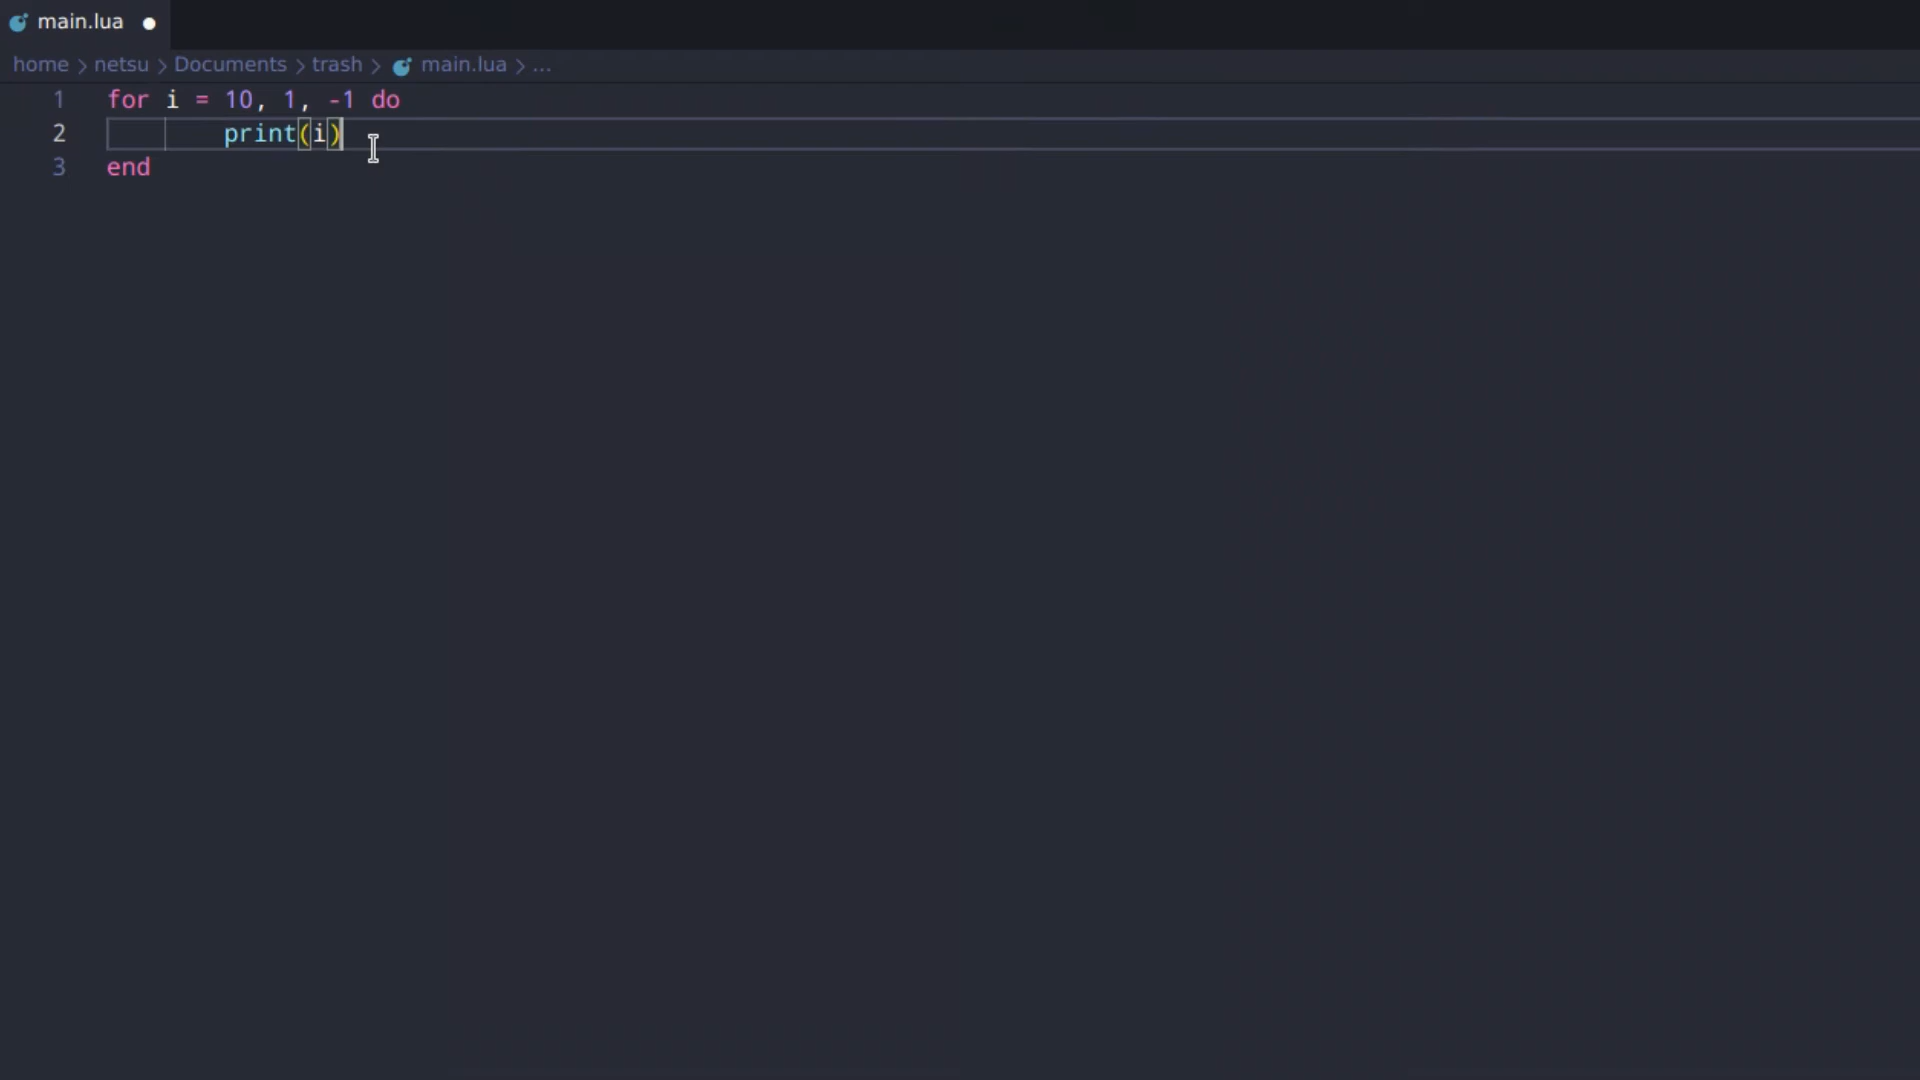 main.lua
home > netsu > Documents > trash > main.lua > ...
1 for i = 10, 1, -1 do
2         print(i)
3 end